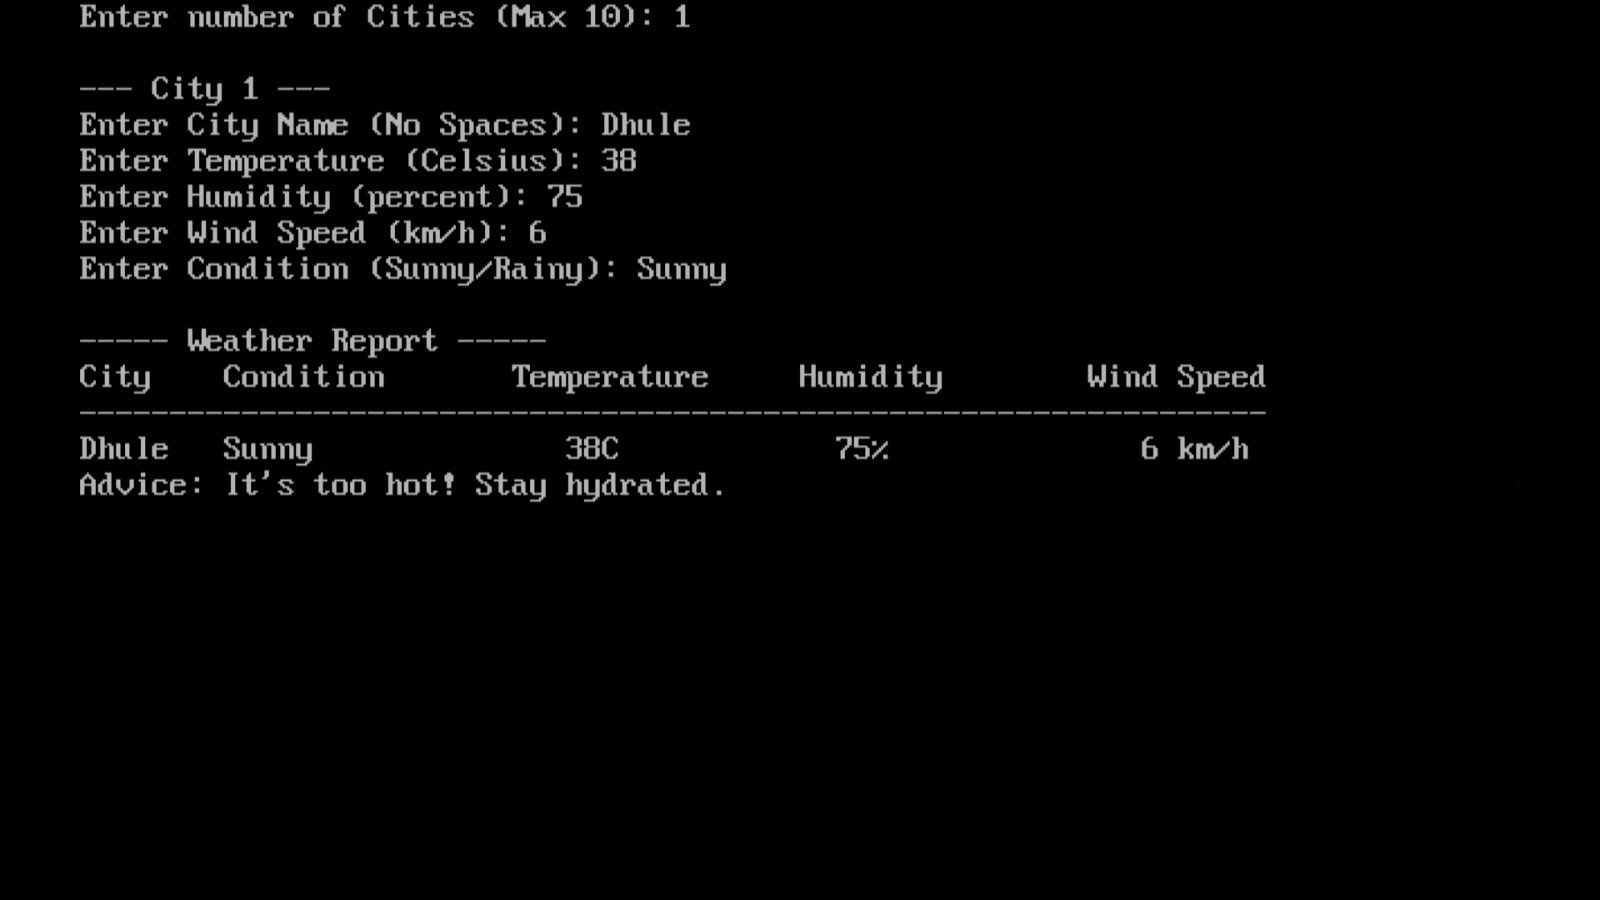 Enter number of Cities (Max 10): 1
--- City 1 ---
Enter City Name (No Spaces): Dhule
Enter Temperature (Celsius): 38
Enter Humidity (percent): 75
Enter Wind Speed (km/h): 6
Enter Condition (Sunny/Rainy): Sunny
----- Weather Report -----
City    Condition       Temperature     Humidity        Wind Speed
------------------------------------------------------------------
Dhule   Sunny              38C            75%              6 km/h
Advice: It's too hot! Stay hydrated.